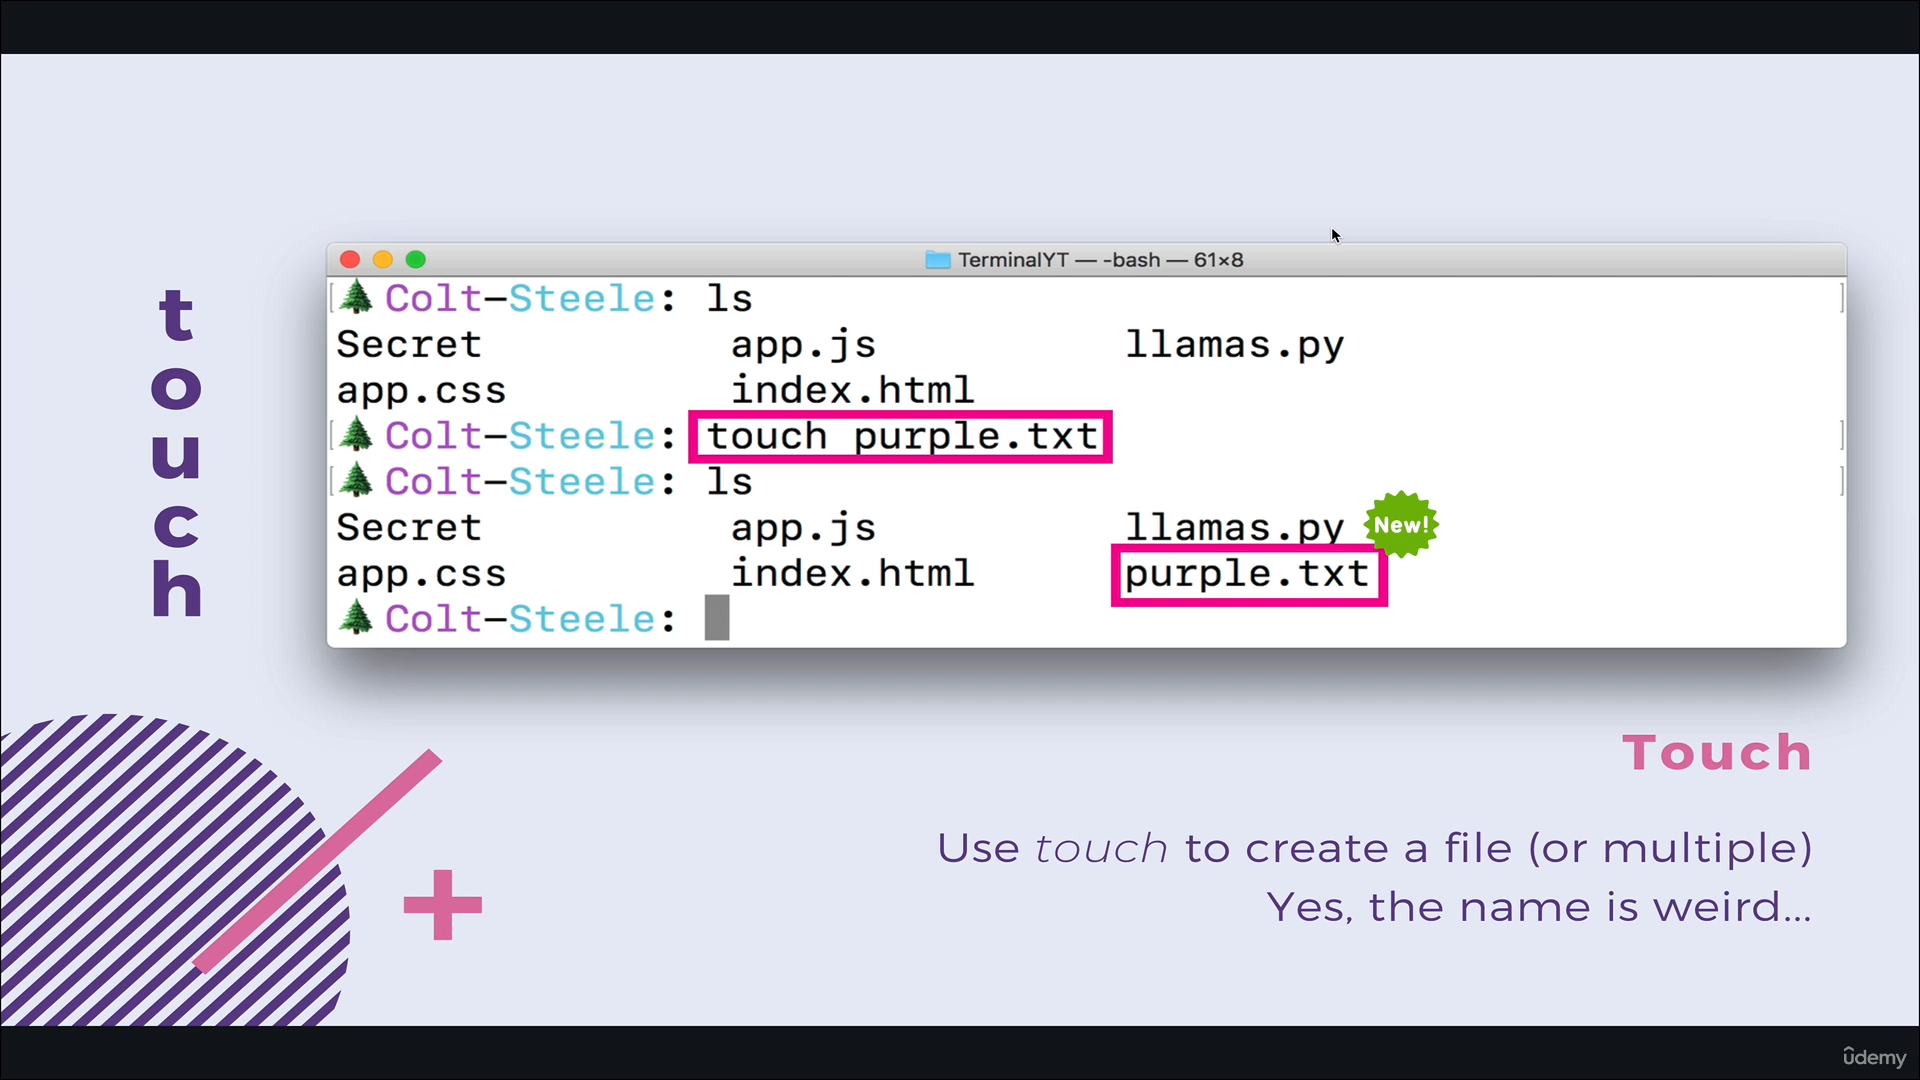 touch
TerminalYT — -bash — 61×8
Colt-Steele: ls
Secret app.js llamas.py
app.css index.html
Colt-Steele: touch purple.txt
Colt-Steele: ls
Secret app.js llamas.py New!
app.css index.html purple.txt
Colt-Steele:
Touch
Use touch to create a file (or multiple)
Yes, the name is weird...
ûdemy